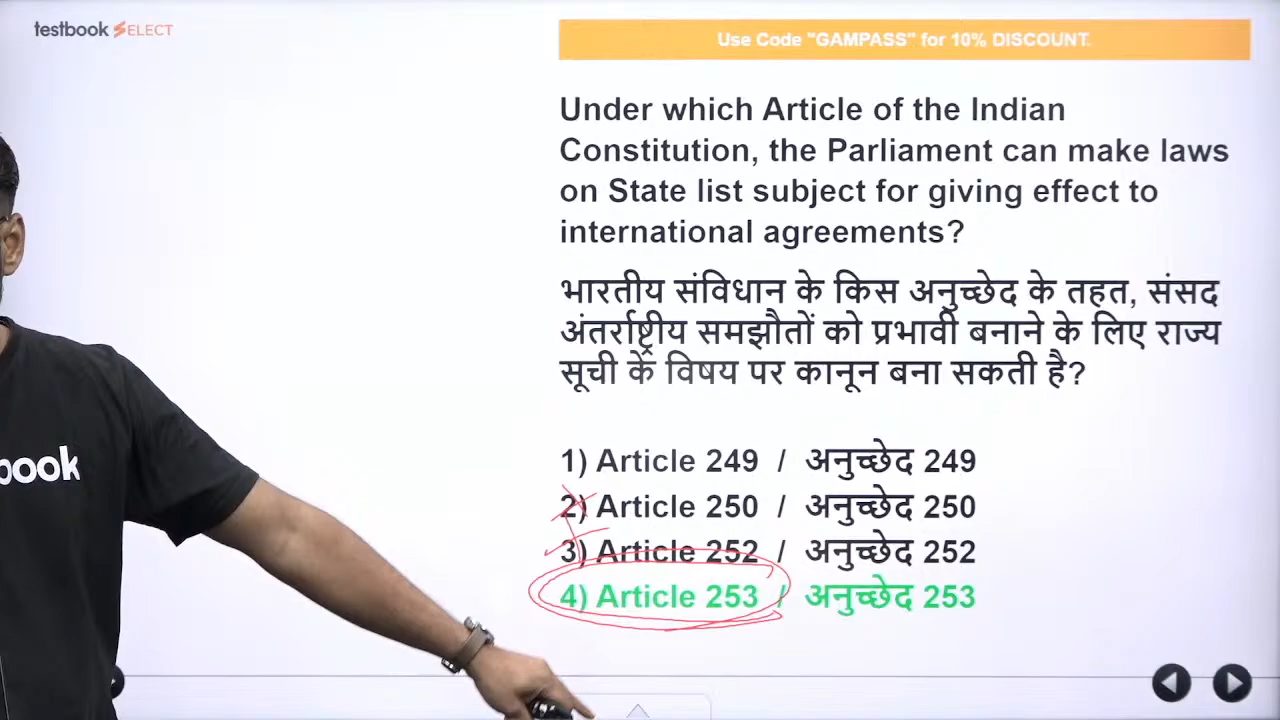 testbook SELECT
Use Code "GAMPASS" for 10% DISCOUNT.
Under which Article of the Indian
Constitution, the Parliament can make laws
on State list subject for giving effect to
international agreements?
भारतीय संविधान के किस अनुच्छेद के तहत, संसद
अंतर्राष्ट्रीय समझौतों को प्रभावी बनाने के लिए राज्य
सूची के विषय पर कानून बना सकती है?
1) Article 249 / अनुच्छेद 249
2) Article 250 / अनुच्छेद 250
3) Article 252 / अनुच्छेद 252
4) Article 253 / अनुच्छेद 253
book